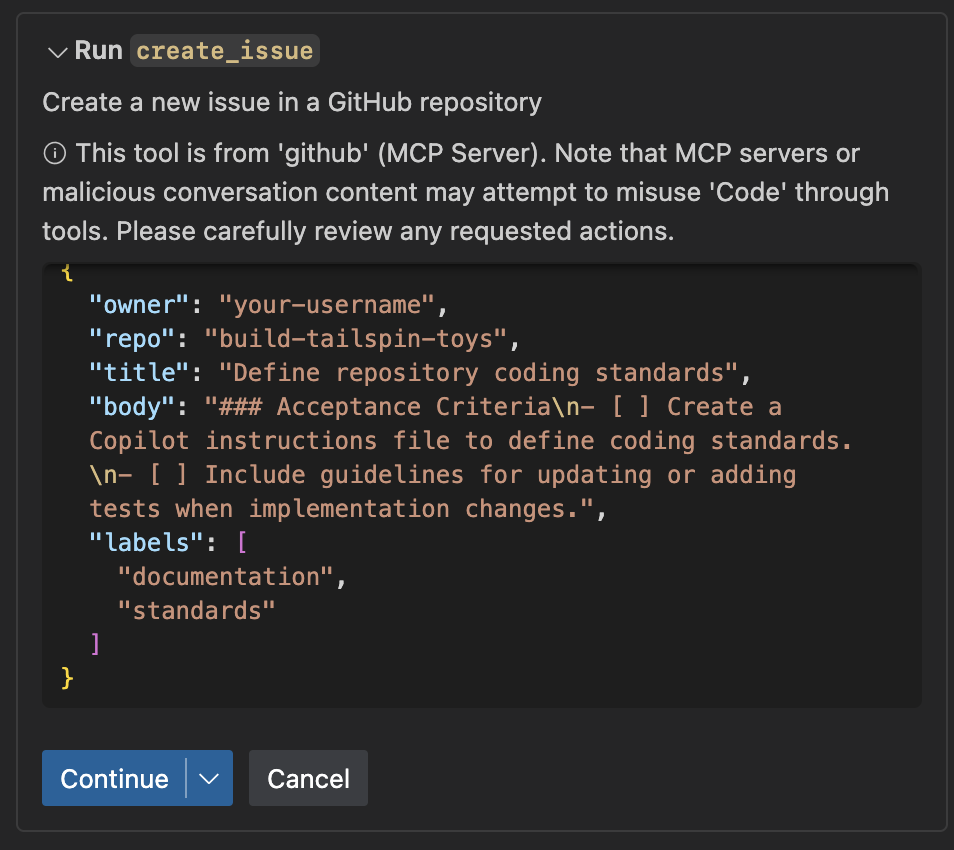 Run create_issue
Create a new issue in a GitHub repository
This tool is from 'github' (MCP Server). Note that MCP servers or
malicious conversation content may attempt to misuse 'Code' through
tools. Please carefully review any requested actions.
{
  "owner": "your-username",
  "repo": "build-tailspin-toys",
  "title": "Define repository coding standards",
  "body": "### Acceptance Criteria\n- [ ] Create a
  Copilot instructions file to define coding standards.
  \n- [ ] Include guidelines for updating or adding
  tests when implementation changes.",
  "labels": [
    "documentation",
    "standards"
  ]
}
Continue Cancel